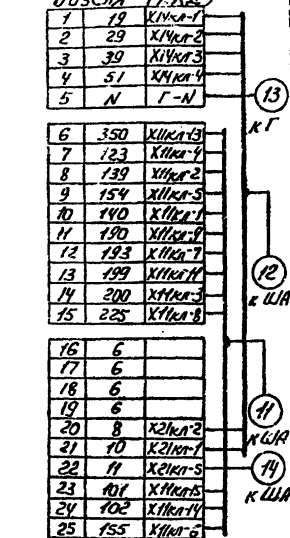 1 19 X14кл-1
2 29 X14кл-2
3 39 X14кл-3
4 51 X14кл-4
5 N Г-N
13
к Г
6 350 X11кл-13
7 123 X11кл-4
8 139 X11кл-2
9 154 X11кл-5
10 140 X11кл-1
11 190 X11кл-9
12 193 X11кл-7
13 199 X11кл-11
14 200 X11кл-3
15 225 X11кл-8
12
к ША
16 6
17 6
18 6
19 6
20 8 X21кл-2
21 10 X21кл-1
22 11 X21кл-5
23 101 X11кл-15
24 102 X11кл-14
25 155 X11кл-6
11
к ША
14
к ША